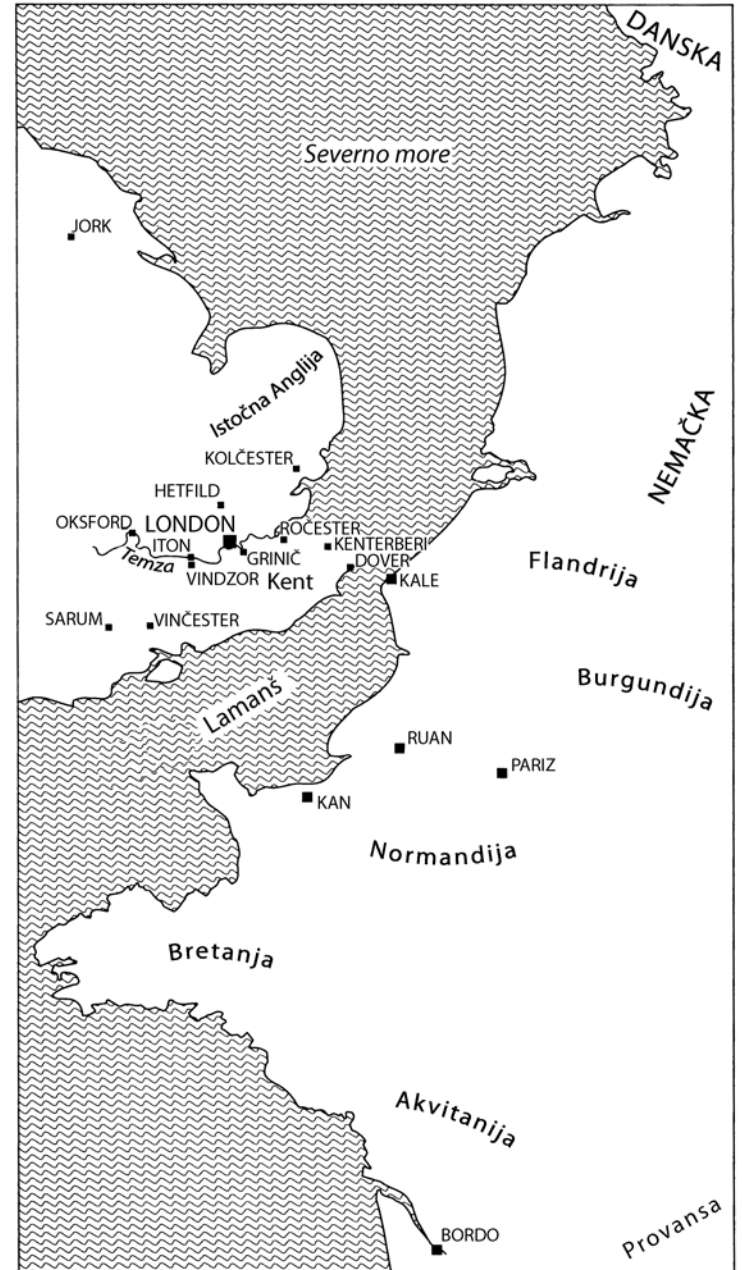 DANSKA
Severno more
JORK
Istočna Anglija
NEMAČKA
KOLČESTER
HETFILD
OKSFORD
LONDON
ROČESTER
ITON
GRINIČ
KENTERBERI
Temza
VINDZOR
Kent
DOVER
KALE
Flandrija
SARUM
VINČESTER
Burgundija
Lamanš
RUAN
PARIZ
KAN
Normandija
Bretanja
Akvitanija
Provansa
BORDO